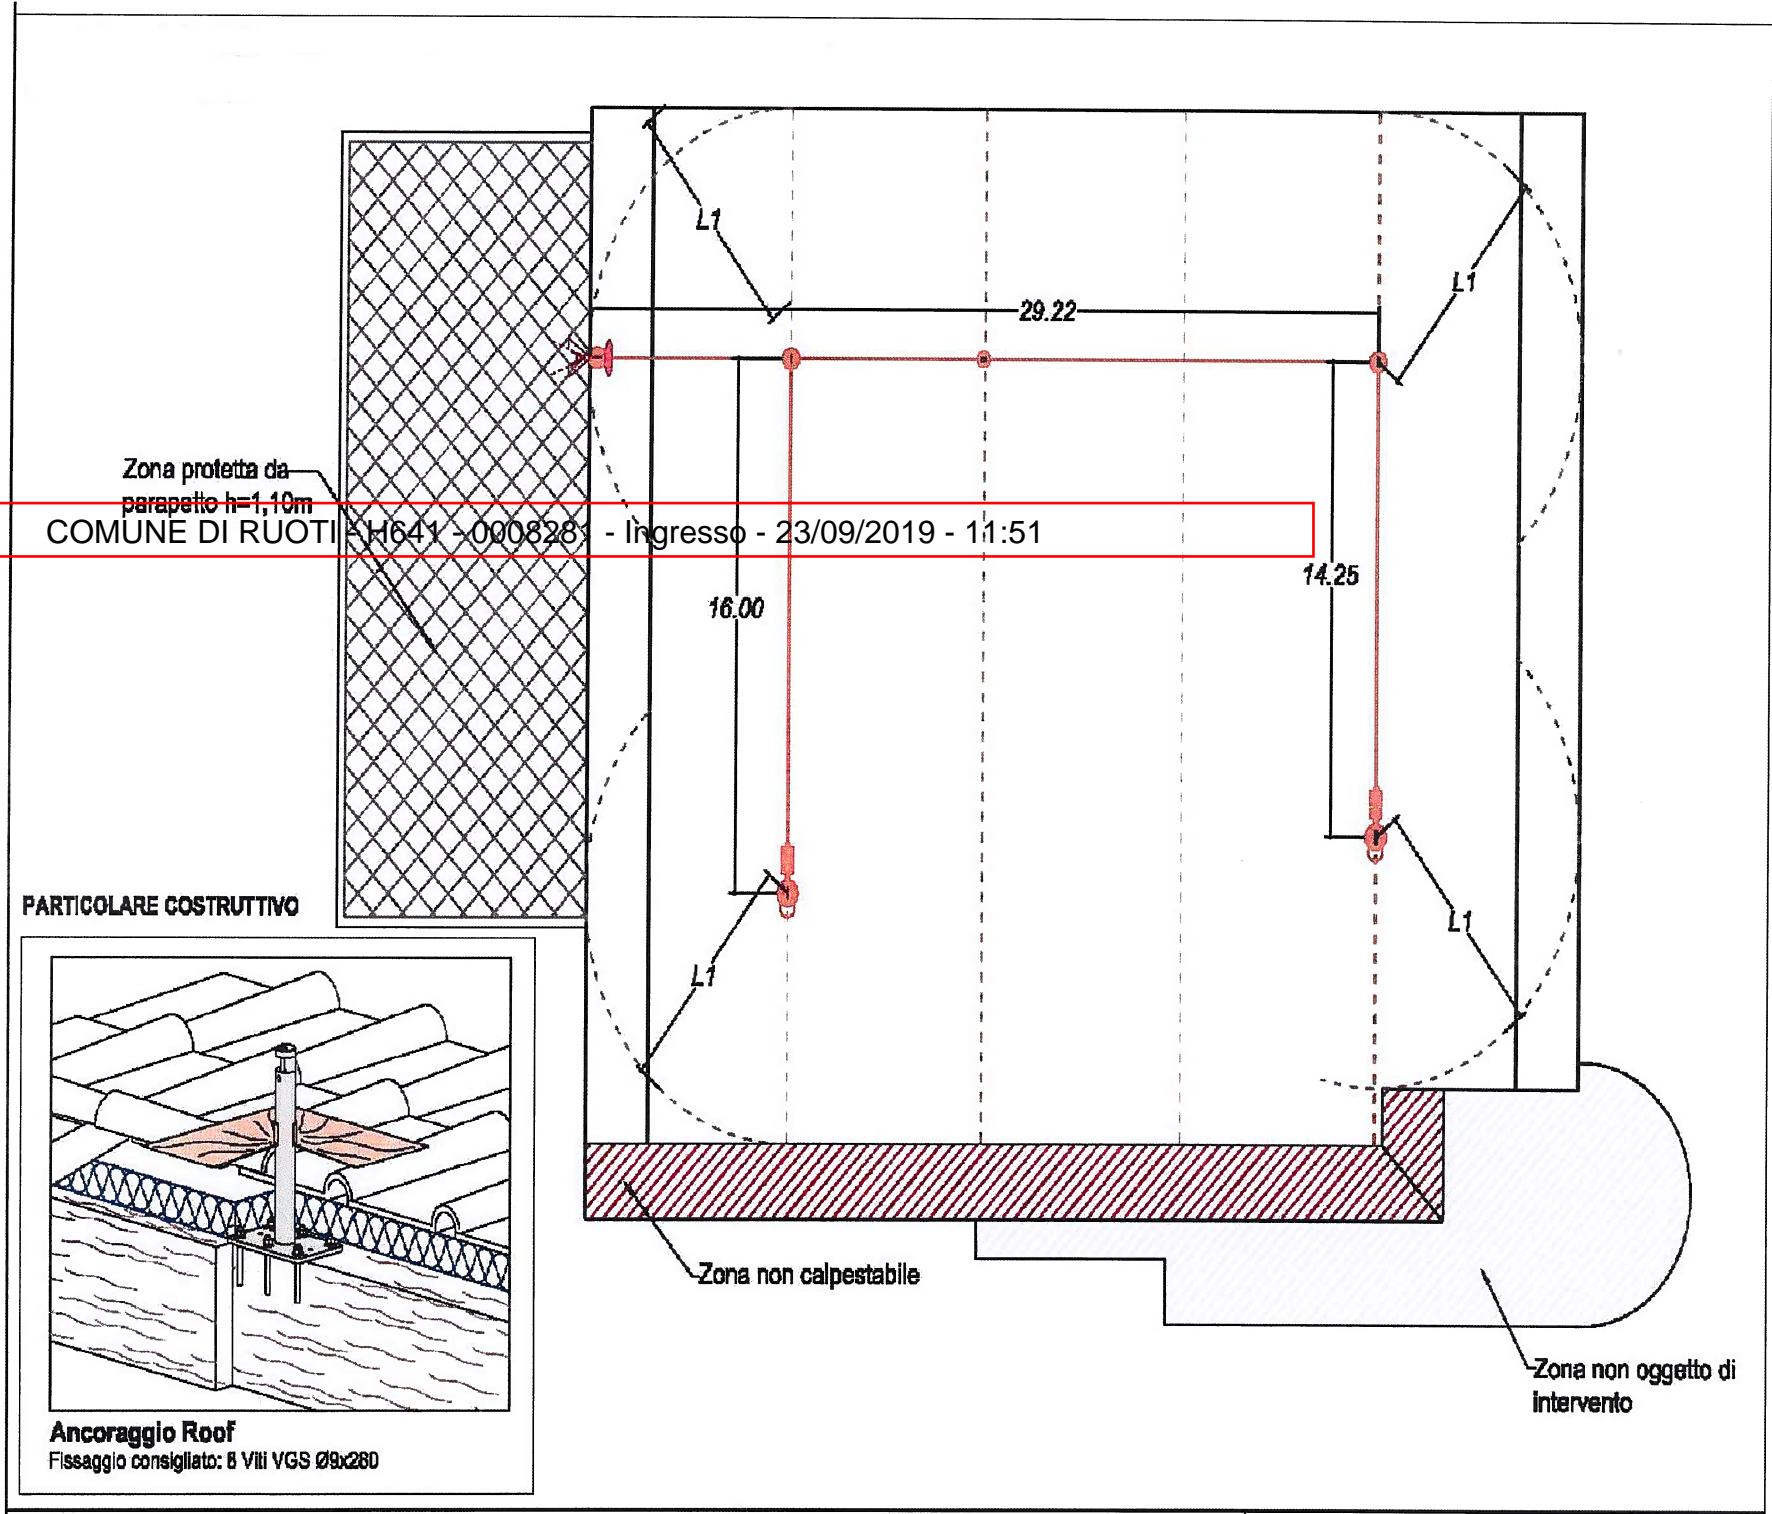 L1
L1
29.22
Zona protetta da
parapetto h=1,10m
COMUNE DI RUOTI - H641 - 0008281 - Ingresso - 23/09/2019 - 11:51
14.25
16.00
PARTICOLARE COSTRUTTIVO
L1
L1
Zona non calpestabile
Zona non oggetto di
intervento
Ancoraggio Roof
Fissaggio consigliato: 8 Viti VGS Ø9x280